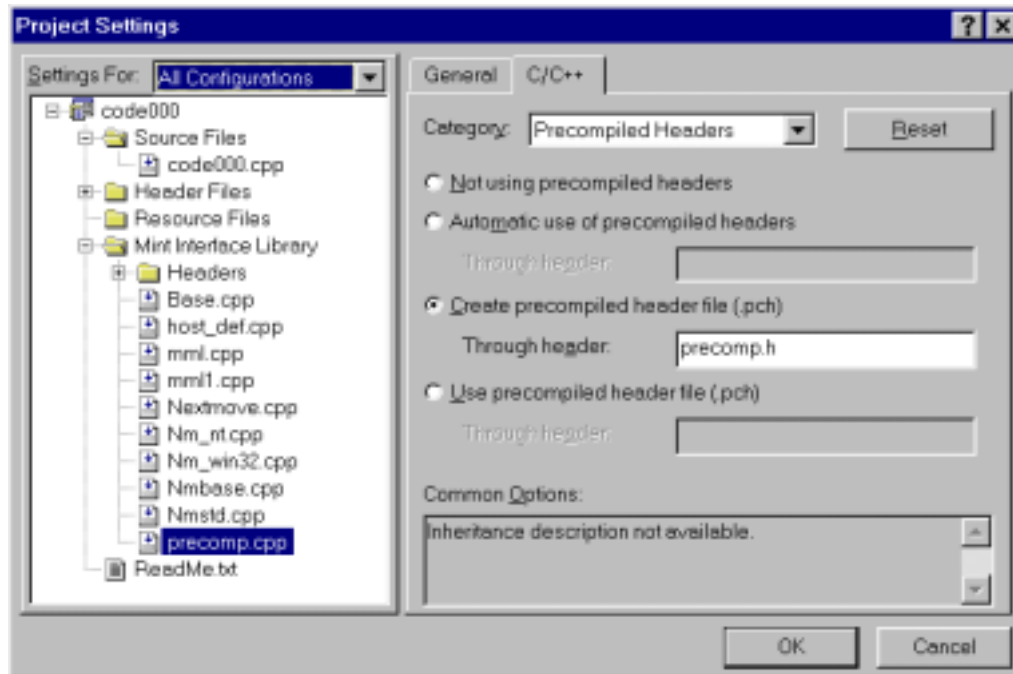 Project Settings
Settings For: All Configurations
code000
Source Files
code000.cpp
Header Files
Resource Files
Mint Interface Library
Headers
Base.cpp
host_def.cpp
mml.cpp
mml1.cpp
Nextmove.cpp
Nm_nt.cpp
Nm_win32.cpp
Nmbase.cpp
Nmstd.cpp
precomp.cpp
ReadMe.txt
General C/C++
Category: Precompiled Headers Reset
Not using precompiled headers
Automatic use of precompiled headers
Through header:
Create precompiled header file (.pch)
Through header: precomp.h
Use precompiled header file (.pch)
Through header:
Common Options:
Inheritance description not available.
OK Cancel